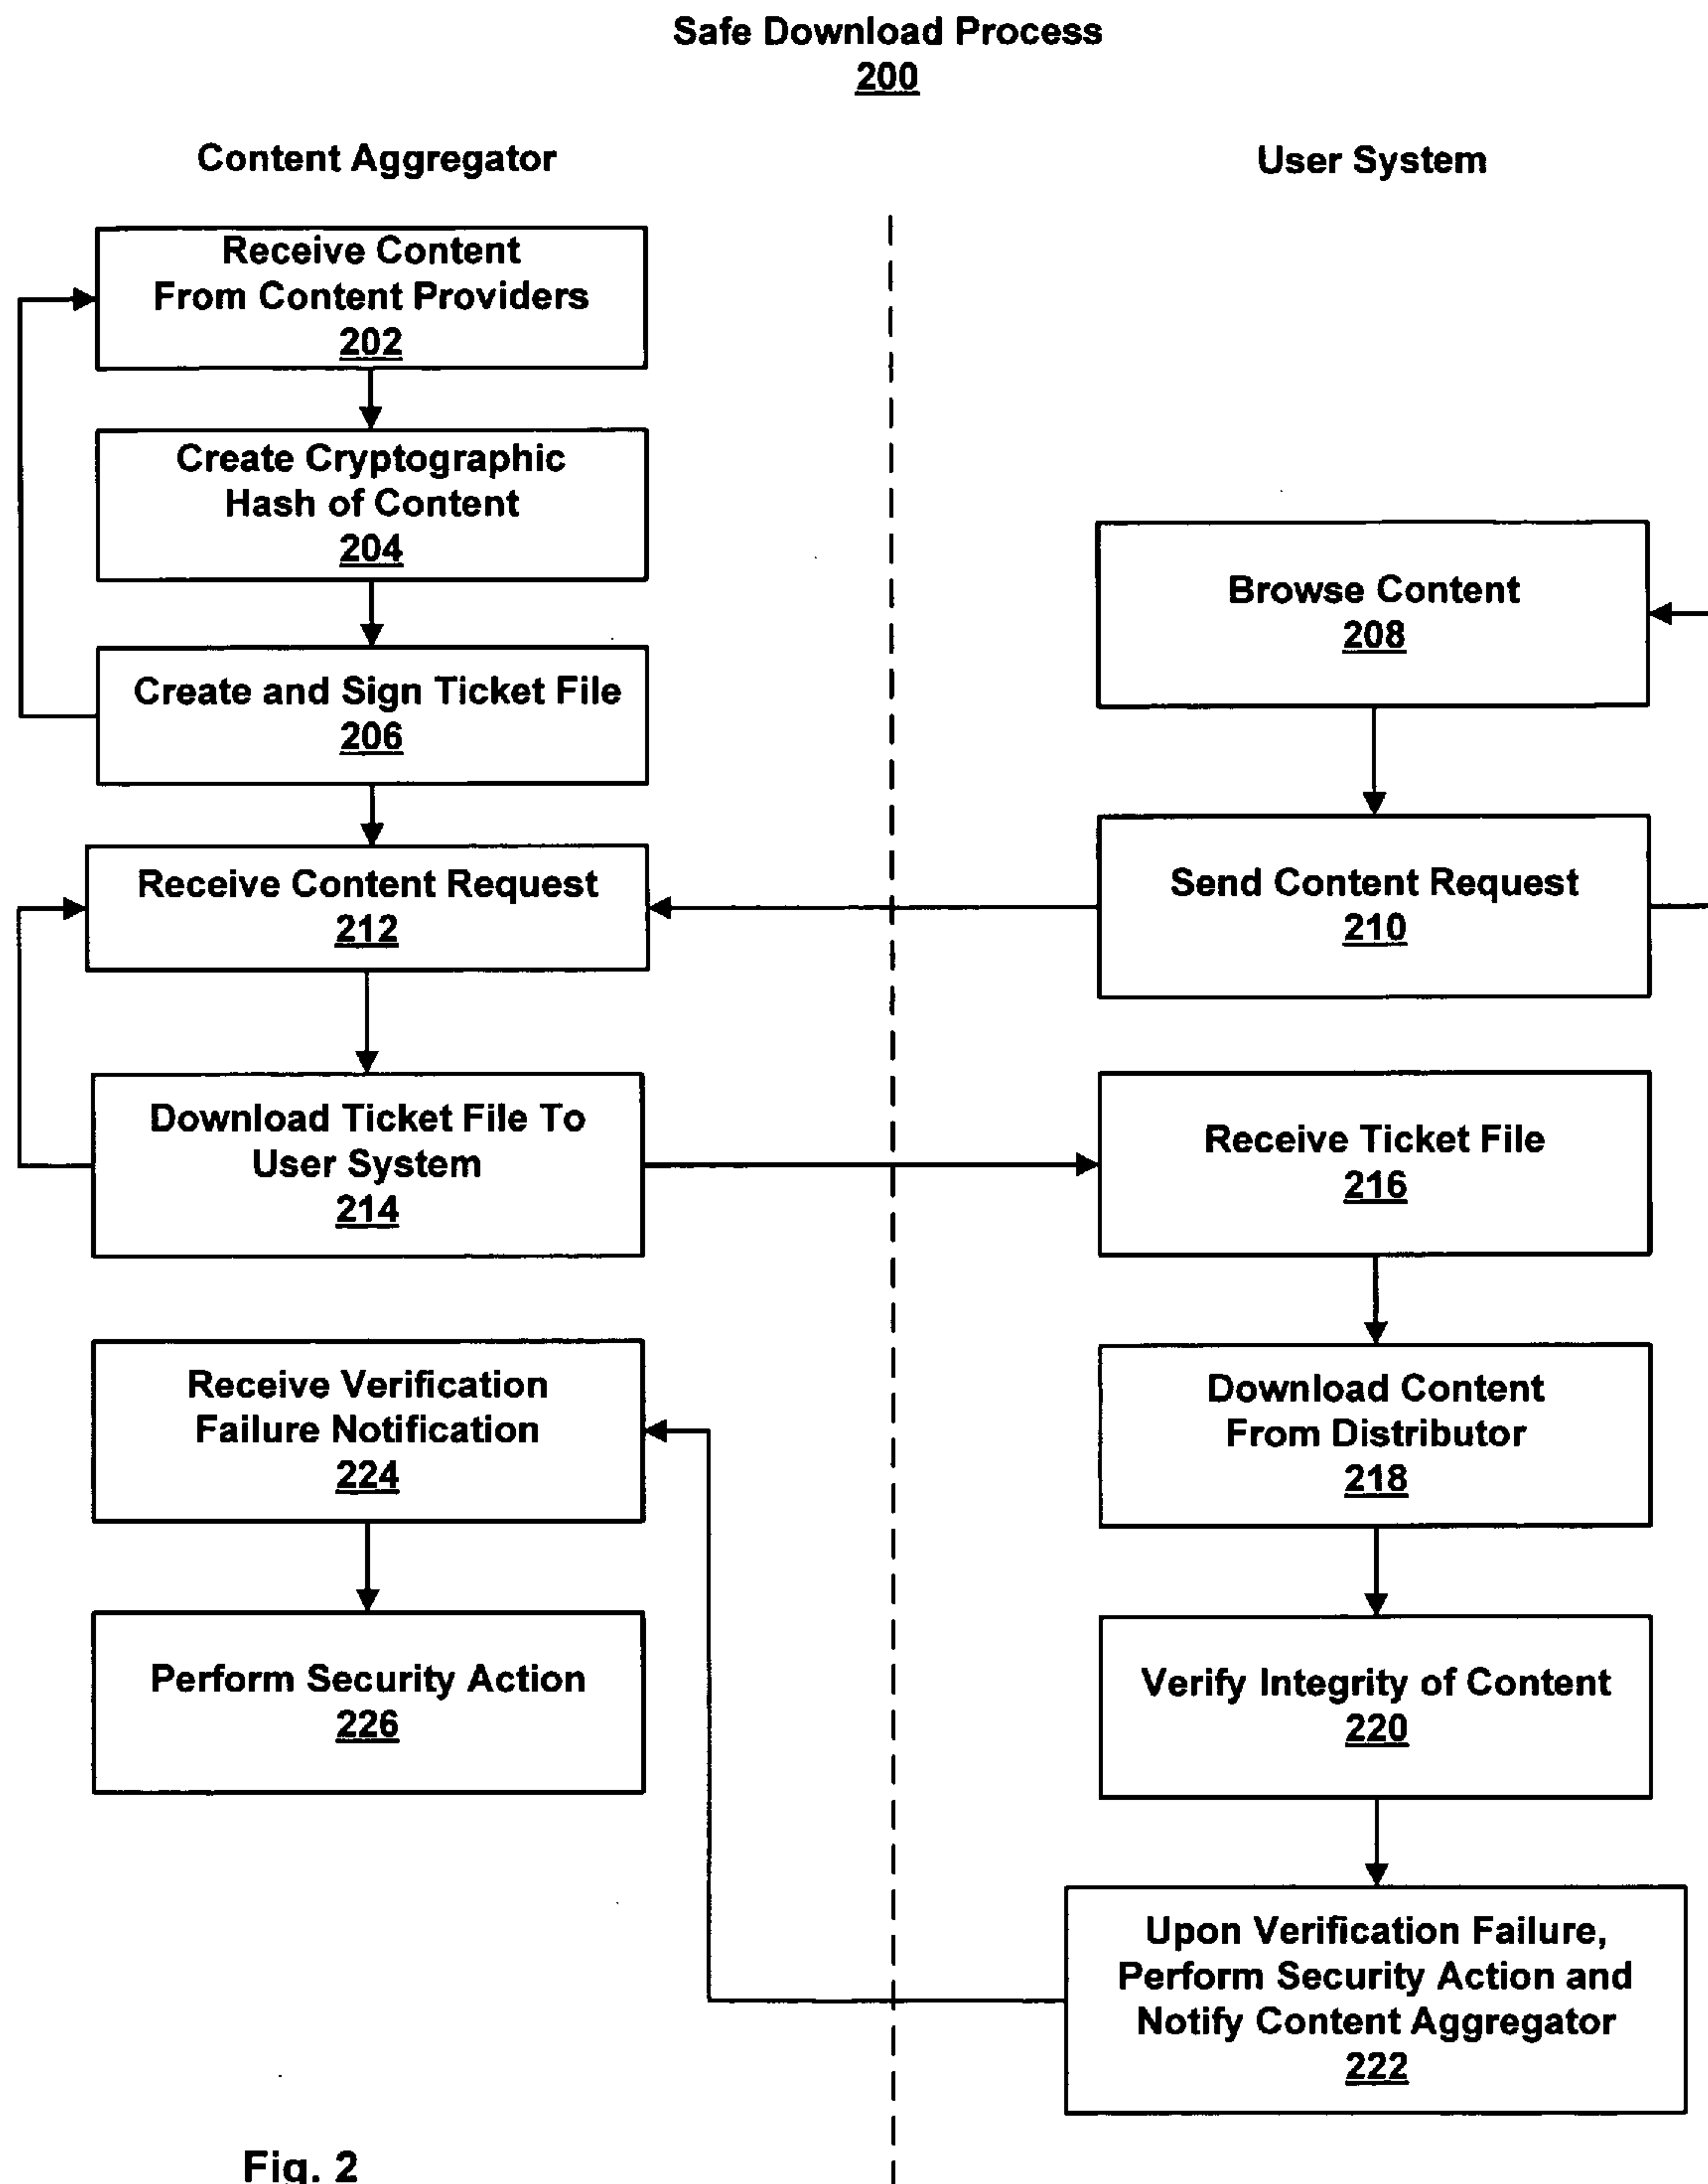 Safe Download Process
200
Content Aggregator
User System
Receive Content
From Content Providers
202
Create Cryptographic
Hash of Content
204
Create and Sign Ticket File
206
Browse Content
208
Send Content Request
210
Receive Content Request
212
Download Ticket File To
User System
214
Receive Ticket File
216
Download Content
From Distributor
218
Verify Integrity of Content
220
Upon Verification Failure,
Perform Security Action and
Notify Content Aggregator
222
Receive Verification
Failure Notification
224
Perform Security Action
226
Fig. 2